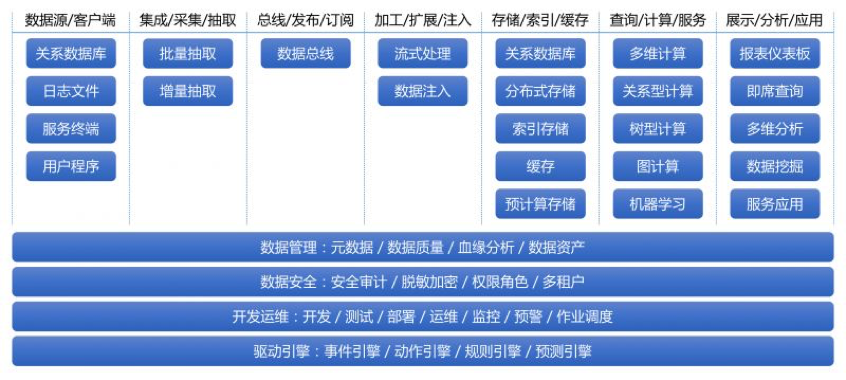 数据源/客户端
集成/采集/抽取
总线/发布/订阅
加工/扩展/注入
存储/索引/缓存
查询/计算/服务
展示/分析/应用
关系数据库
批量抽取
数据总线
流式处理
关系数据库
多维计算
报表仪表板
日志文件
增量抽取
数据注入
分布式存储
关系型计算
即席查询
服务终端
索引存储
树型计算
多维分析
用户程序
缓存
图计算
数据挖掘
预计算存储
机器学习
服务应用
数据管理：元数据 / 数据质量 / 血缘分析 / 数据资产
数据安全：安全审计 / 脱敏加密 / 权限角色 / 多租户
开发运维：开发 / 测试 / 部署 / 运维 / 监控 / 预警 / 作业调度
驱动引擎：事件引擎 / 动作引擎 / 规则引擎 / 预测引擎